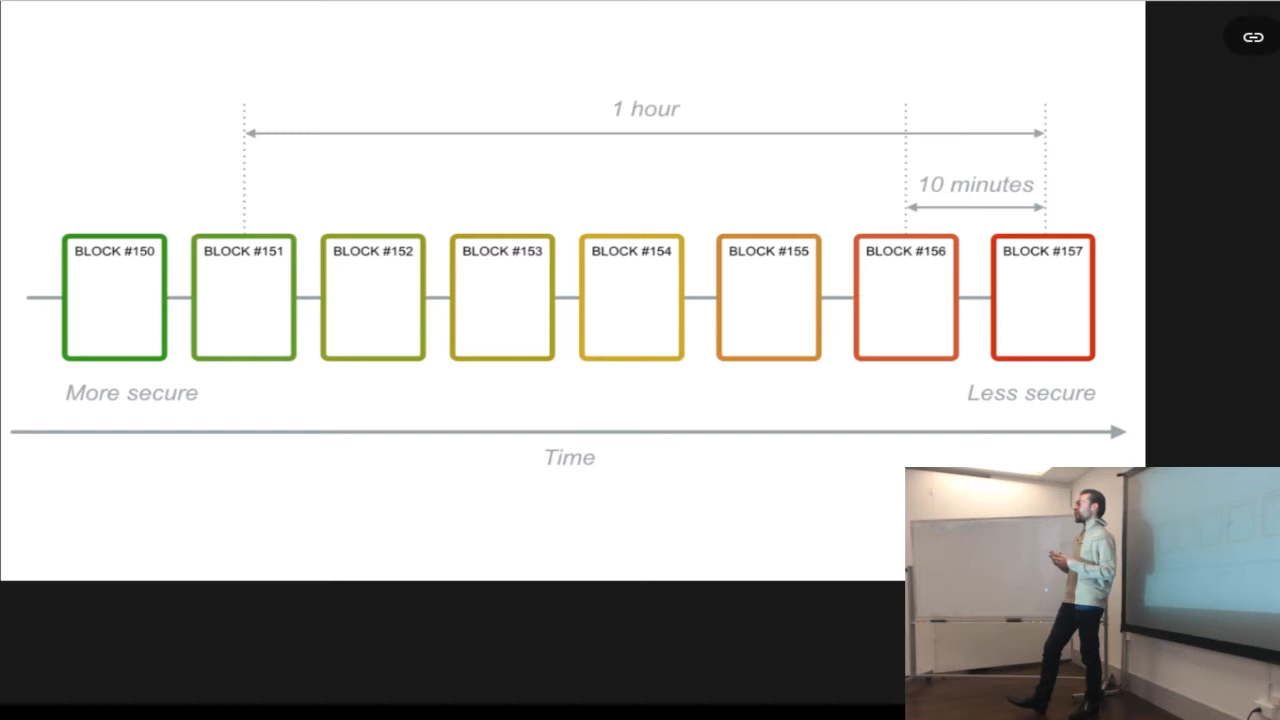 1 hour
10 minutes
BLOCK #150 BLOCK #151 BLOCK #152 BLOCK #153 BLOCK #154 BLOCK #155 BLOCK #156 BLOCK #157
More secure Less secure
Time